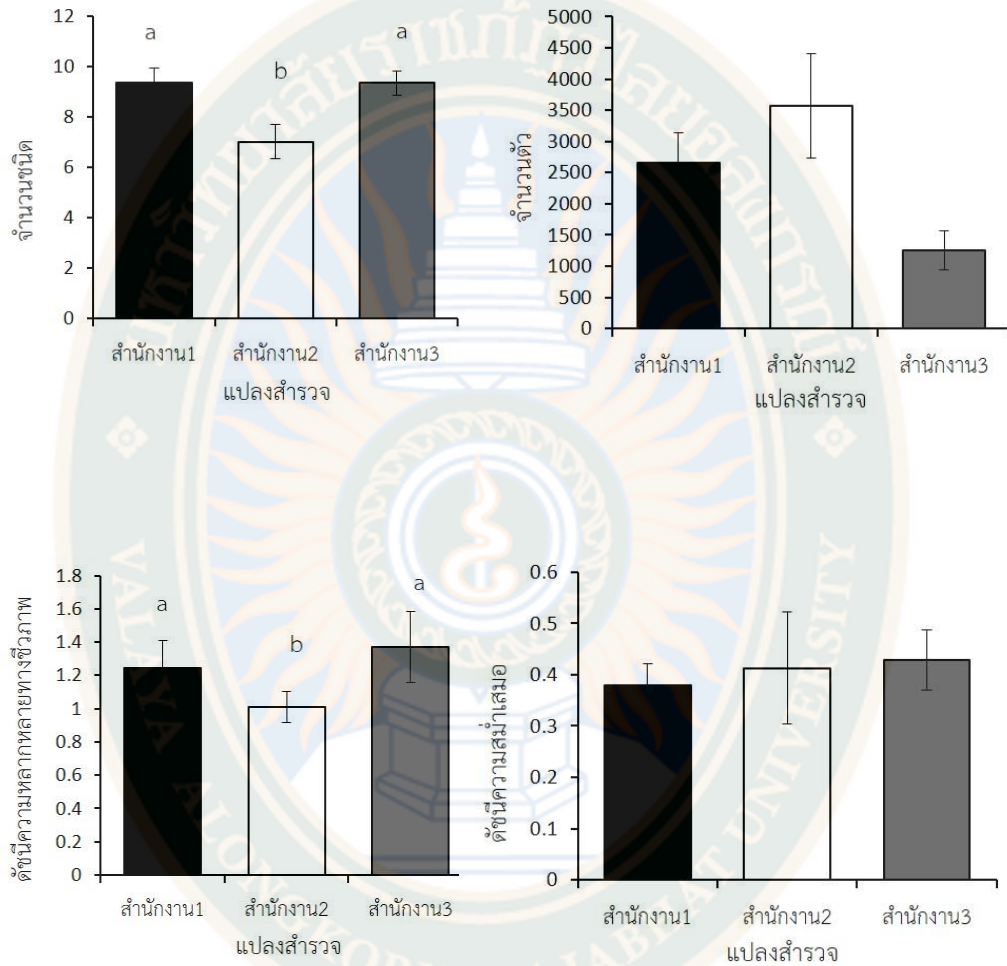 จำนวนชนิด
12
10
8
6
4
2
0
a
b
a
สำนักงาน1
สำนักงาน2
สำนักงาน3
แปลงสำรวจ
จำนวนตัว
5000
4500
4000
3500
3000
2500
2000
1500
1000
500
0
สำนักงาน1
สำนักงาน2
สำนักงาน3
แปลงสำรวจ
ดัชนีความหลากหลายทางชีวภาพ
1.8
1.6
1.4
1.2
1
0.8
0.6
0.4
0.2
0
a
b
a
สำนักงาน1
สำนักงาน2
สำนักงาน3
แปลงสำรวจ
ดัชนีความสม่ำเสมอ
0.6
0.5
0.4
0.3
0.2
0.1
0
สำนักงาน1
สำนักงาน2
สำนักงาน3
แปลงสำรวจ